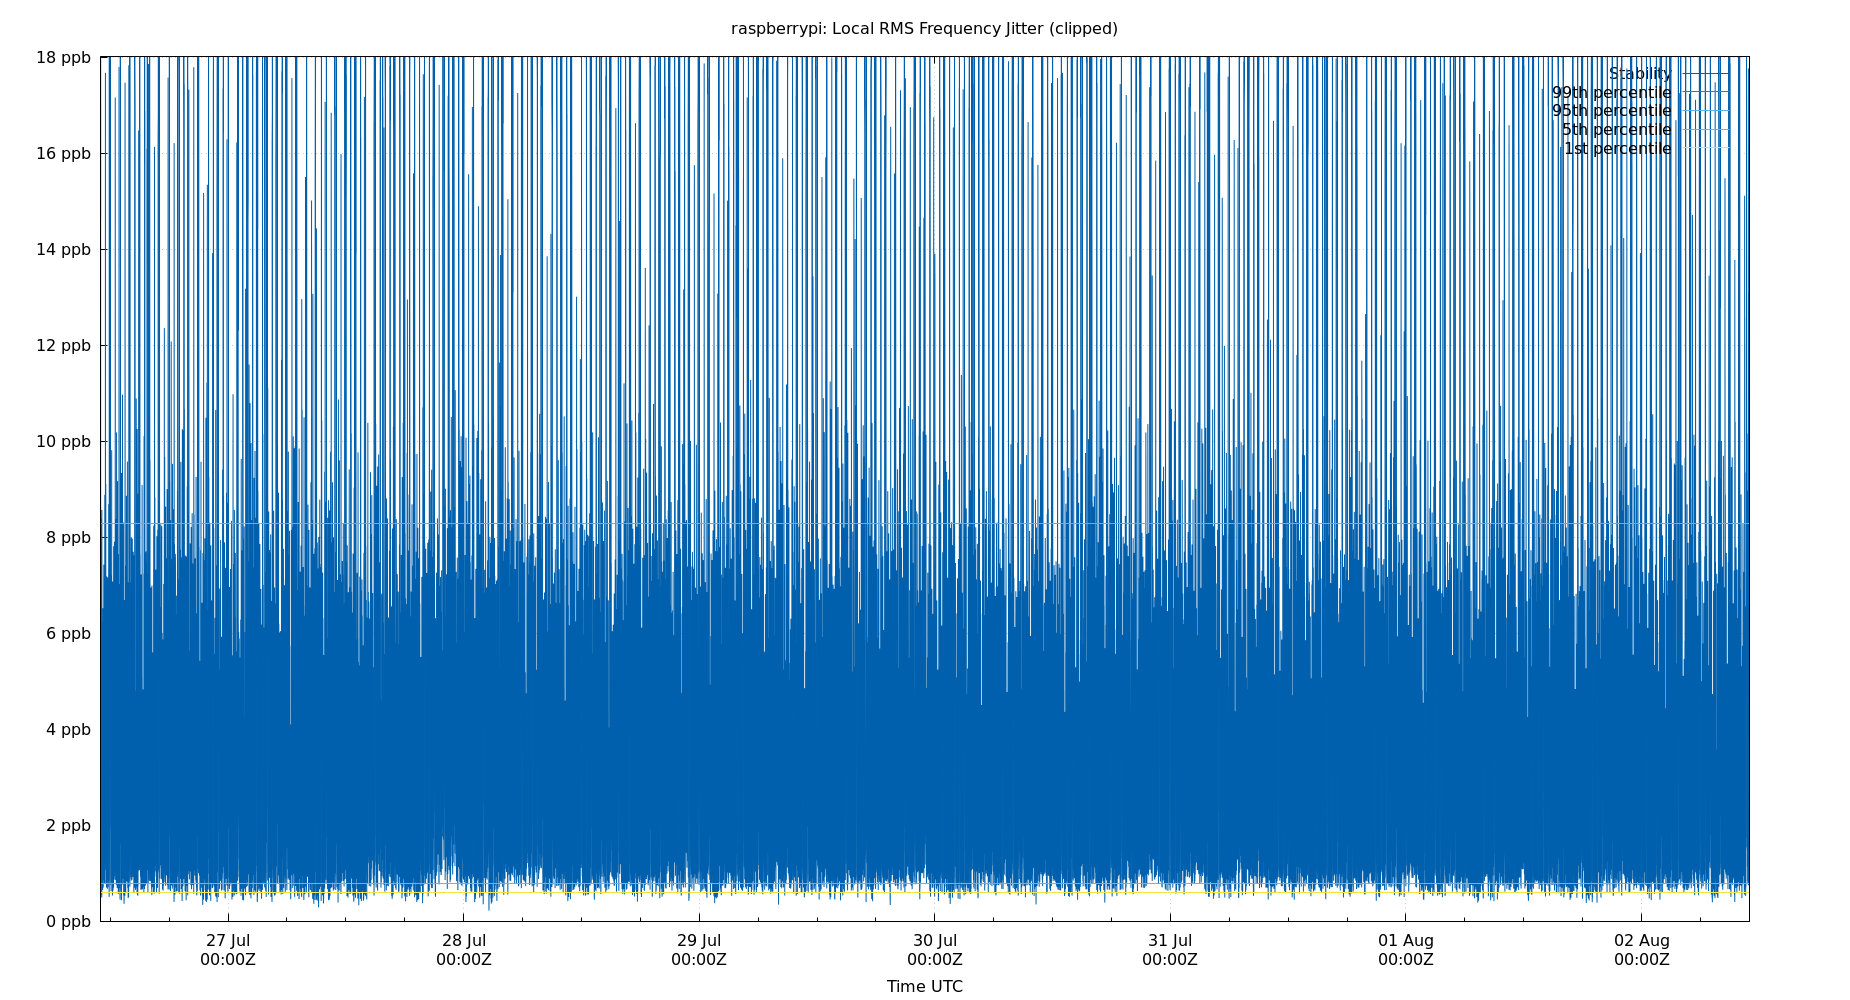 raspberrypi: Local RMS Frequency Jitter (clipped)
18 ppb
Stability
99th percentile
95th percentile
5th percentile
1st percentile
16 ppb
14 ppb
12 ppb
10 ppb
8 ppb
6 ppb
4 ppb
2 ppb
0 ppb
27 Jul 28 Jul 29 Jul 30 Jul 31 Jul 01 Aug 02 Aug
00:00Z 00:00Z 00:00Z 00:00Z 00:00Z 00:00Z 00:00Z
Time UTC